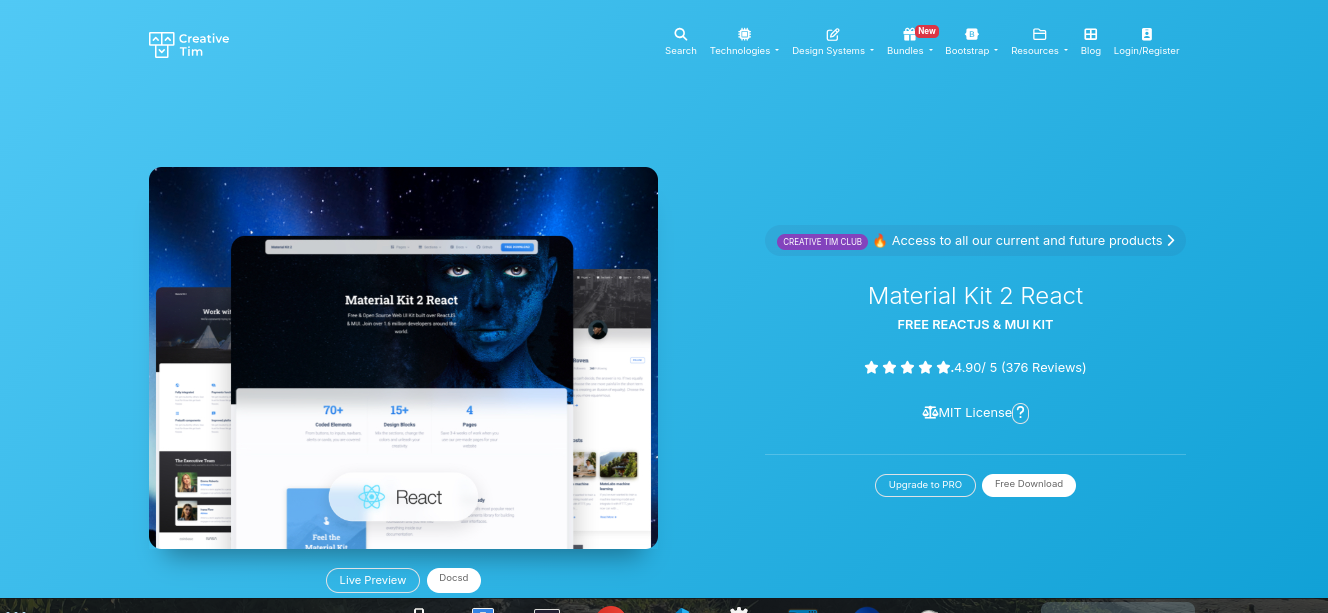 Creative
Tim
Search
Technologies
Design Systems
New
Bundles
Bootstrap
Resources
Blog
Login/Register
Material Kit 2 React
Free & Open Source Web UI Kit built over ReactJS
& MUI. Join over 1.6 million developers around the
world.
Work wi
70+
15+
4
Coded Elements
Design Blocks
Pages
The Executive Team
React
Feel the
Material Kit
CREATIVE TIM CLUB 🔥 Access to all our current and future products
Material Kit 2 React
FREE REACTJS & MUI KIT
.4.90/ 5 (376 Reviews)
MIT License ?
Upgrade to PRO
Free Download
Live Preview
Docsd